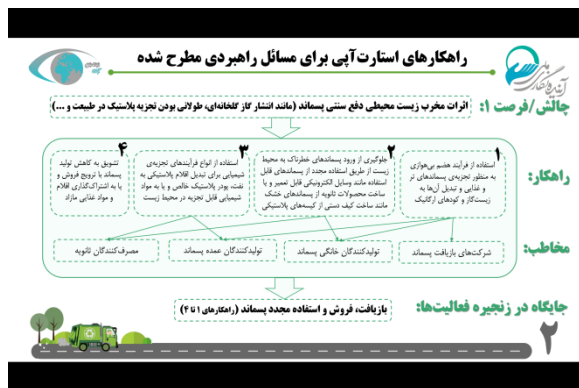 راهکارهای استارت‌آپی برای مسائل راهبردی مطرح شده
چالش/فرصت ۱:
اثرات مخرب زیست محیطی دفع سنتی پسماند (مانند انتشار گاز گلخانه‌ای، طولانی بودن تجزیه پلاستیک در طبیعت و ...)
راهکار:
۱
استفاده از فرآیند هضم بی‌هوازی
به منظور تجزیه‌ی پسماندهای تر
و غذایی و تبدیل آن‌ها به
زیست‌گاز و کودهای ارگانیک
۲
جلوگیری از ورود پسماندهای خطرناک به محیط
زیست از طریق استفاده مجدد از پسماندهای قابل
استفاده مانند وسایل الکترونیکی قابل تعمیر و یا
ساخت محصولات ثانویه از پسماندهای خشک
مانند ساخت کیف دستی از کیسه‌های پلاستیکی
۳
استفاده از انواع فرآیندهای تجزیه‌ی
شیمیایی برای تبدیل اقلام پلاستیکی به
نفت، پودر پلاستیک خالص و یا به مواد
شیمیایی قابل تجزیه در محیط زیست
۴
تشویق به کاهش تولید
پسماند با ترویج فروش و
یا به اشتراک‌گذاری اقلام
و مواد غذایی مازاد
مخاطب:
شرکت‌های بازیافت پسماند
تولیدکنندگان خانگی پسماند
تولیدکنندگان عمده پسماند
مصرف‌کنندگان ثانویه
جایگاه در زنجیره فعالیت‌ها:
بازیافت، فروش و استفاده مجدد پسماند (راهکارهای ۱ تا ۴)
۲